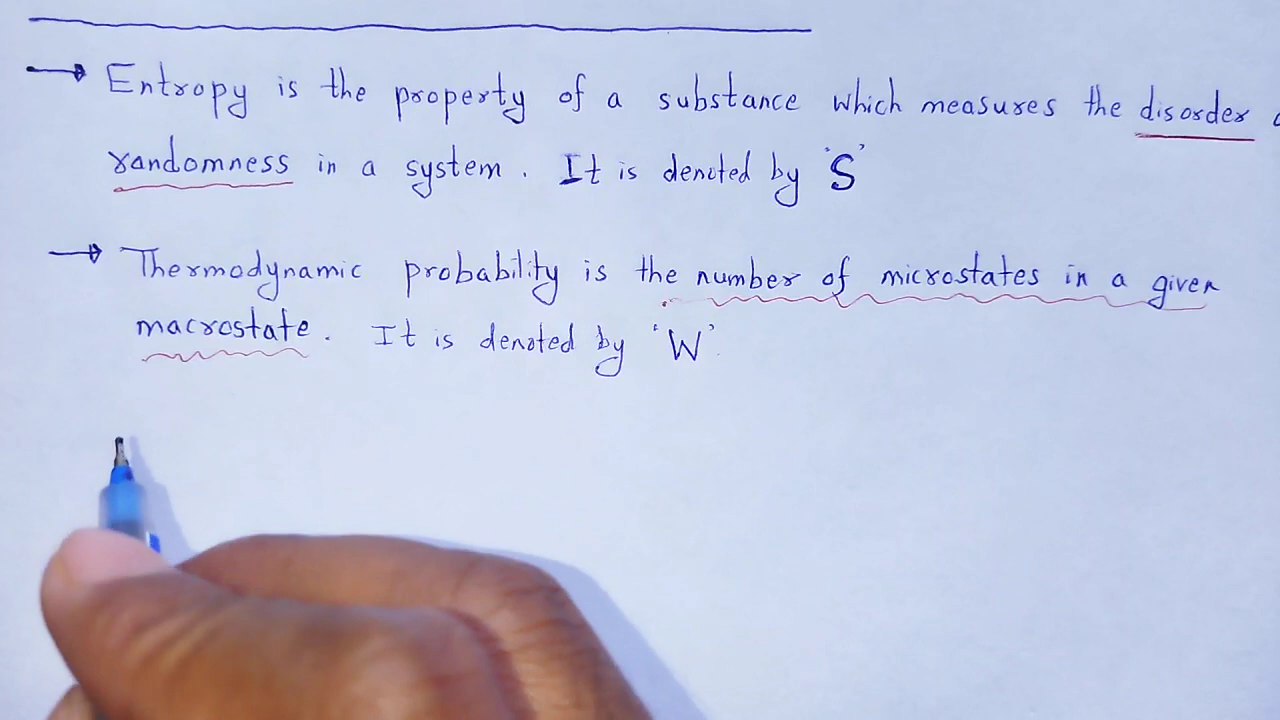 → Entropy is the property of a substance which measures the disorder
randomness in a system. It is denoted by 'S'
→ Thermodynamic probability is the number of microstates in a given
macrostate. It is denoted by 'W'